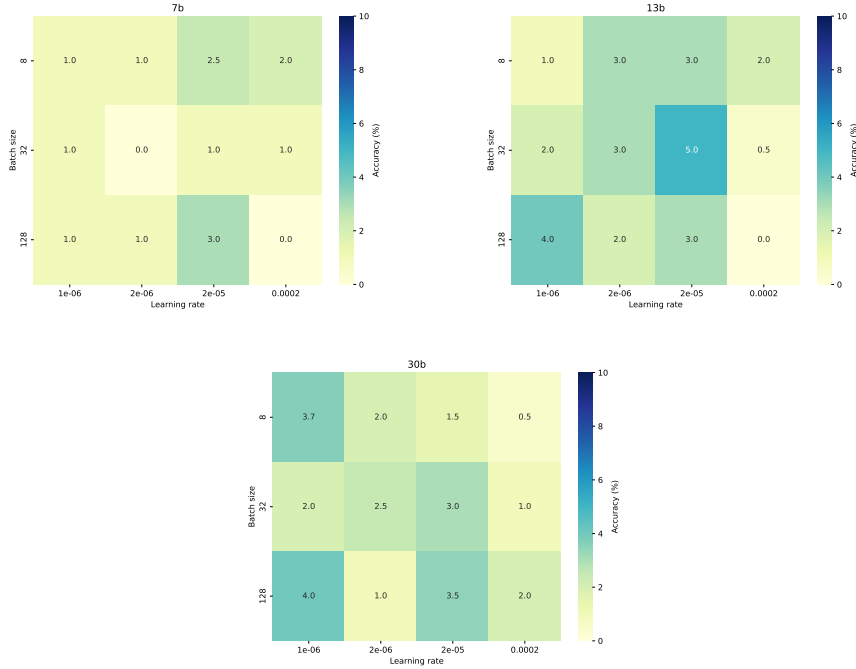 7b
8 1.0 1.0 2.5 2.0
32 1.0 0.0 1.0 1.0
128 1.0 1.0 3.0 0.0
1e-06 2e-06 2e-05 0.0002
Learning rate
Batch size
10
8
6
4
2
0
Accuracy (%)
13b
8 1.0 3.0 3.0 2.0
32 2.0 3.0 5.0 0.5
128 4.0 2.0 3.0 0.0
1e-06 2e-06 2e-05 0.0002
Learning rate
Batch size
10
8
6
4
2
0
Accuracy (%)
30b
8 3.7 2.0 1.5 0.5
32 2.0 2.5 3.0 1.0
128 4.0 1.0 3.5 2.0
1e-06 2e-06 2e-05 0.0002
Learning rate
Batch size
10
8
6
4
2
0
Accuracy (%)